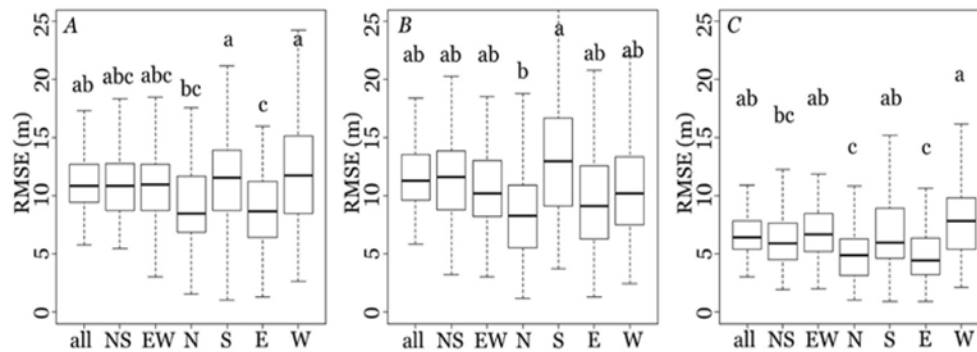 A
RMSE (m)
25
20
15
10
5
0
ab abc abc bc a c a
all NS EW N S E W
B
RMSE (m)
25
20
15
10
5
0
ab ab ab b a ab ab
all NS EW N S E W
C
RMSE (m)
25
20
15
10
5
0
ab bc ab c ab c a
all NS EW N S E W